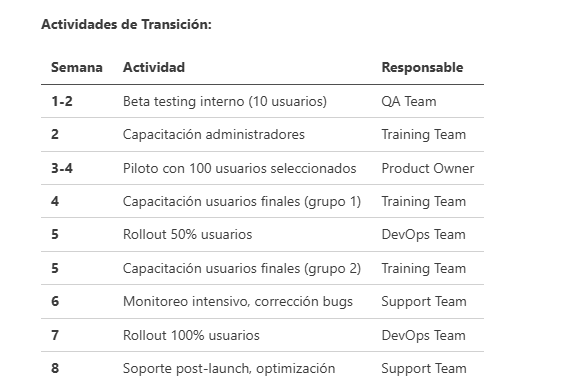 Actividades de Transición:
Semana Actividad Responsable
1-2 Beta testing interno (10 usuarios) QA Team
2 Capacitación administradores Training Team
3-4 Piloto con 100 usuarios seleccionados Product Owner
4 Capacitación usuarios finales (grupo 1) Training Team
5 Rollout 50% usuarios DevOps Team
5 Capacitación usuarios finales (grupo 2) Training Team
6 Monitoreo intensivo, corrección bugs Support Team
7 Rollout 100% usuarios DevOps Team
8 Soporte post-launch, optimización Support Team